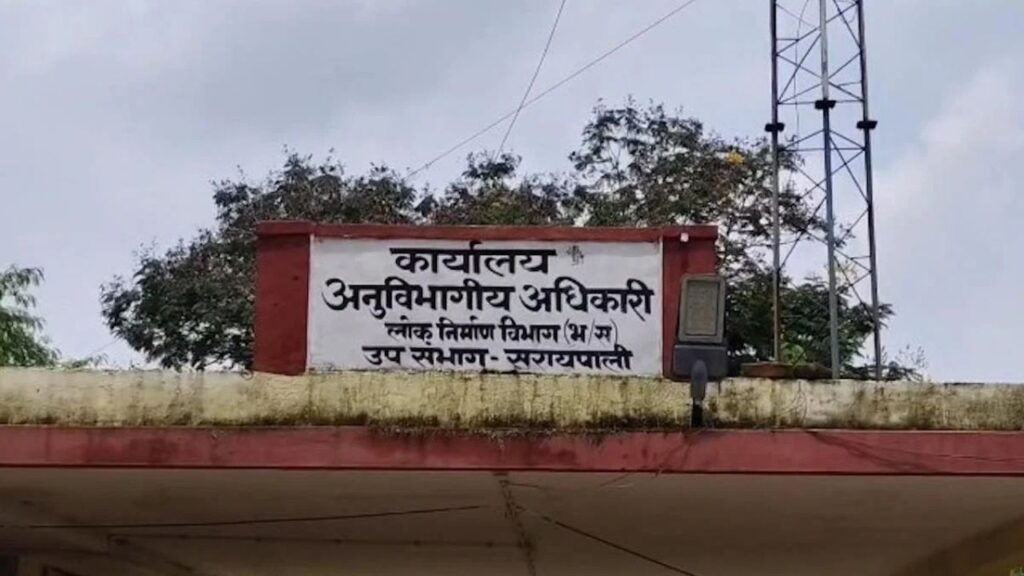 कार्यालय
अनुविभागीय अधिकारी
लोक निर्माण विभाग (भ/स)
उप संभाग - सरायपाली